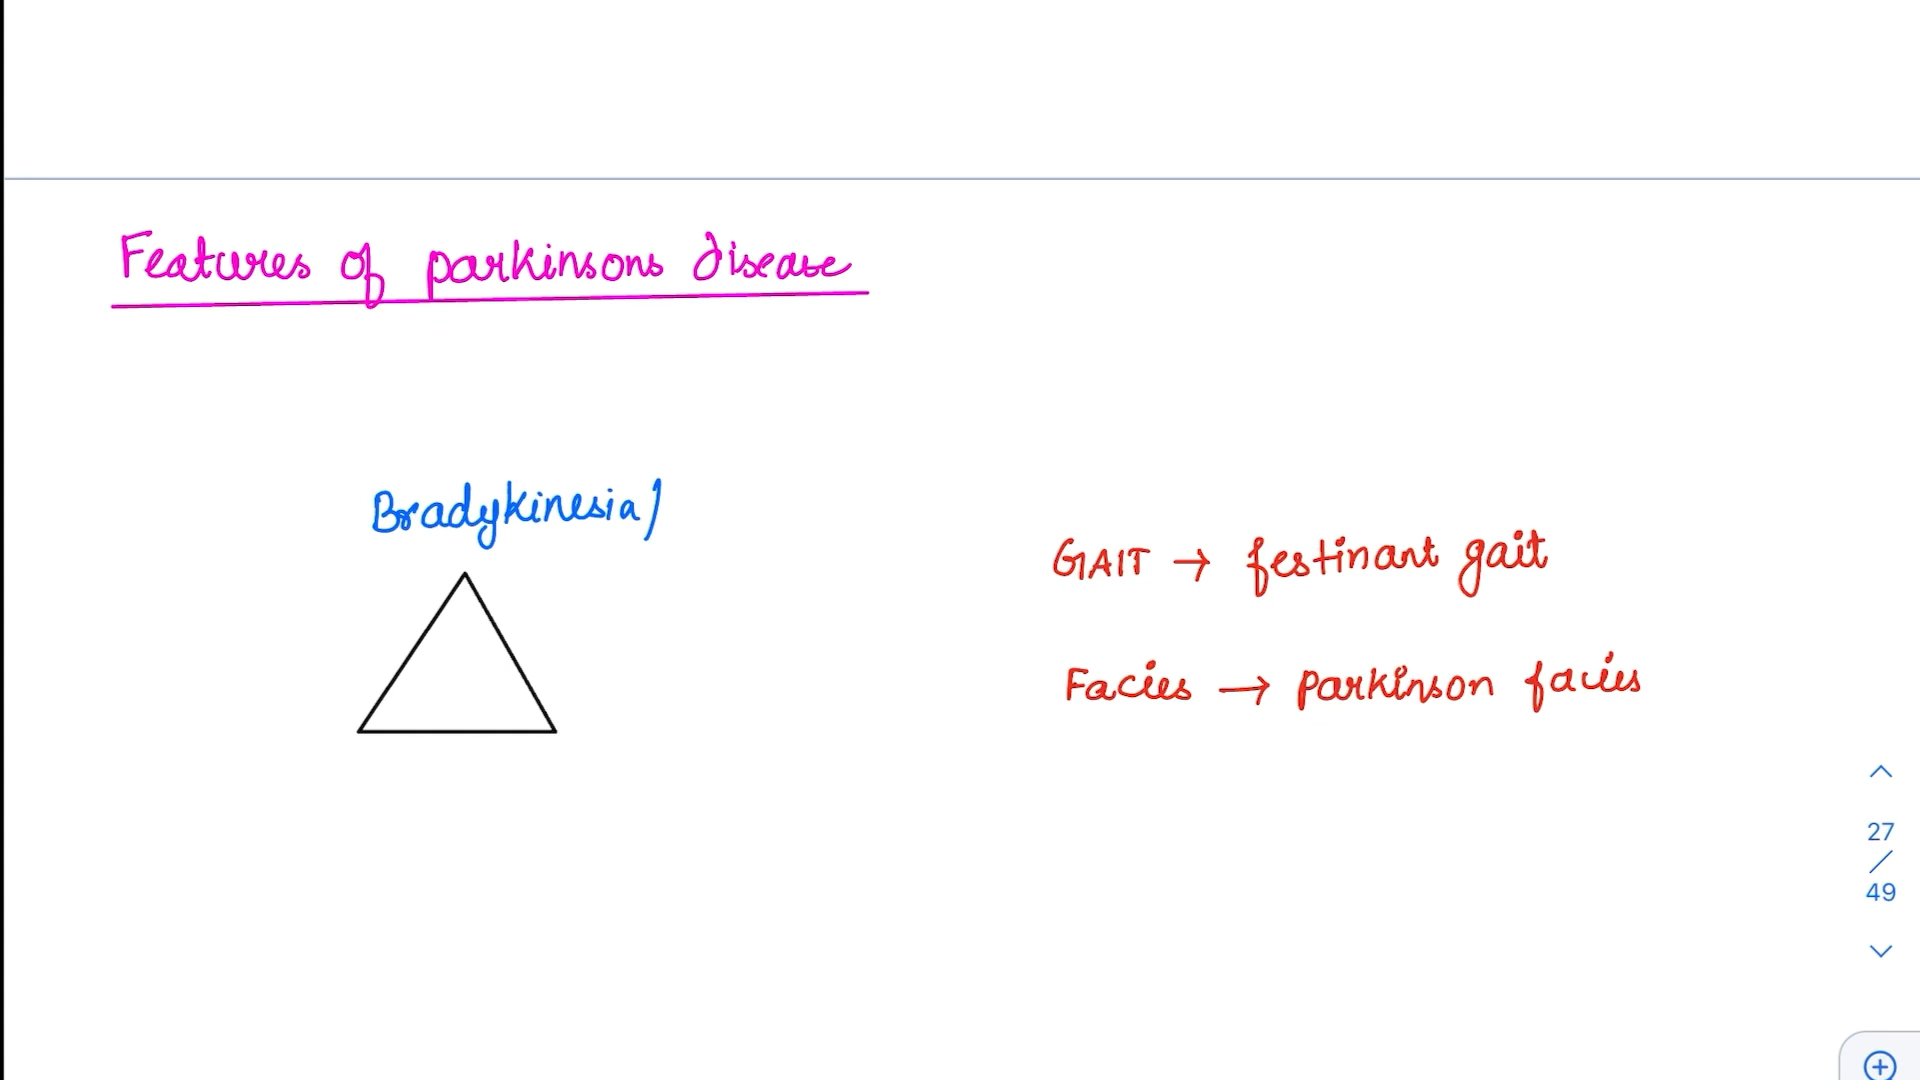 Features of parkinsons disease
Bradykinesia /
GAIT → festinant gait
Facies → parkinson facies
27
/
49